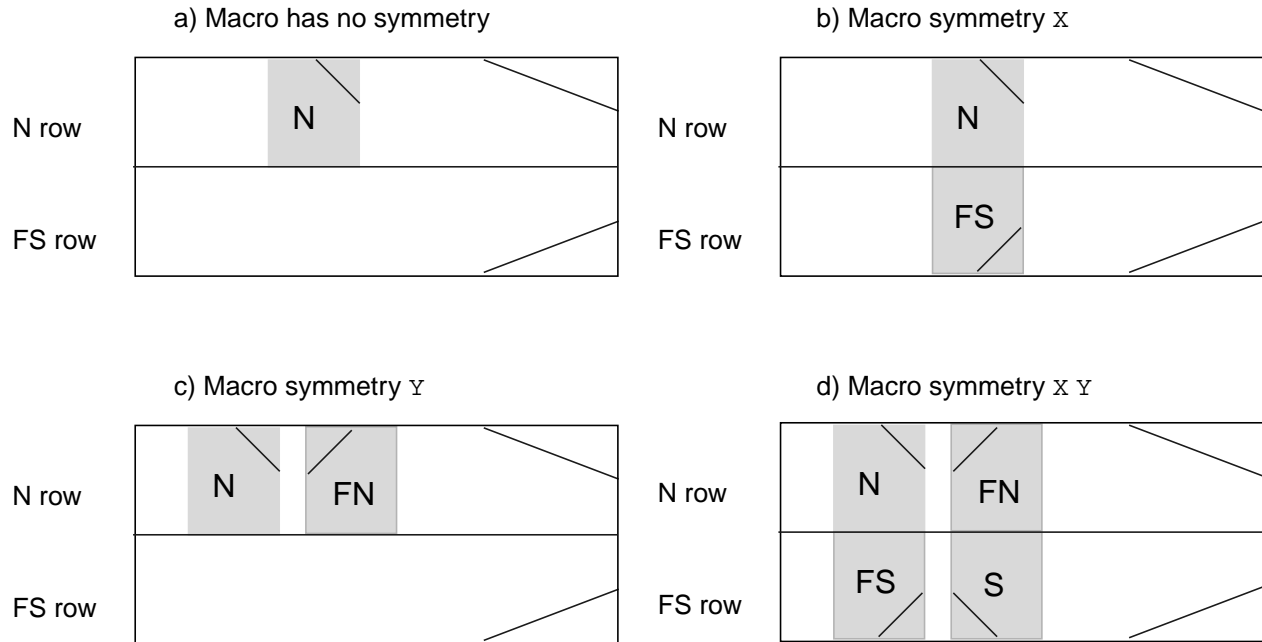 a) Macro has no symmetry
N row
N
FS row
b) Macro symmetry X
N row
N
FS row
FS
c) Macro symmetry Y
N row
N FN
FS row
d) Macro symmetry X Y
N row
N FN
FS row
FS S